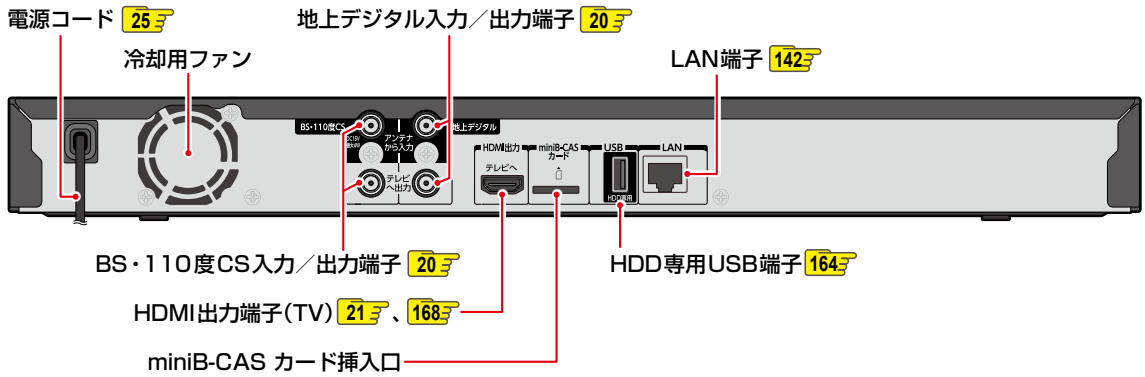 電源コード 25
地上デジタル入力／出力端子 20
冷却用ファン
LAN端子 142
BS・110度CS
地上デジタル
アンテナ
から入力
テレビ
へ出力
HDMI出力
テレビへ
miniB-CAS
カード
USB
HDD専用
LAN
BS・110度CS入力／出力端子 20
HDD専用USB端子 164
HDMI出力端子(TV) 21、168
miniB-CAS カード挿入口